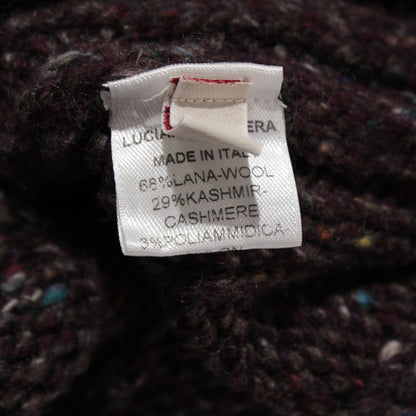 MADE IN ITALY
68%LANA-WOOL
29%KASHMIR-
CASHMERE
3%POLIAMMIDICA-